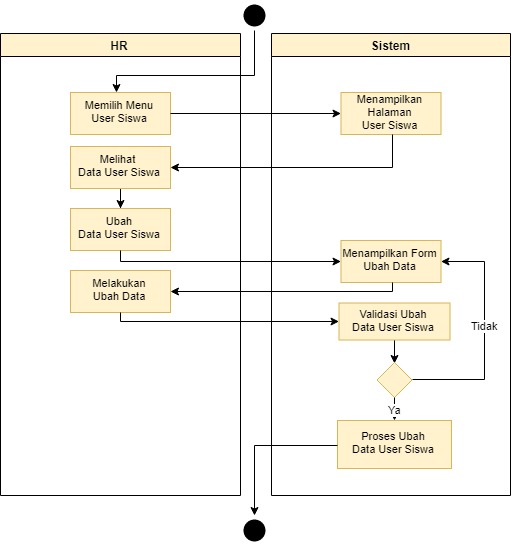 HR
Sistem
Memilih Menu
User Siswa
Menampilkan
Halaman
User Siswa
Melihat
Data User Siswa
Ubah
Data User Siswa
Menampilkan Form
Ubah Data
Melakukan
Ubah Data
Validasi Ubah
Data User Siswa
Tidak
Ya
Proses Ubah
Data User Siswa